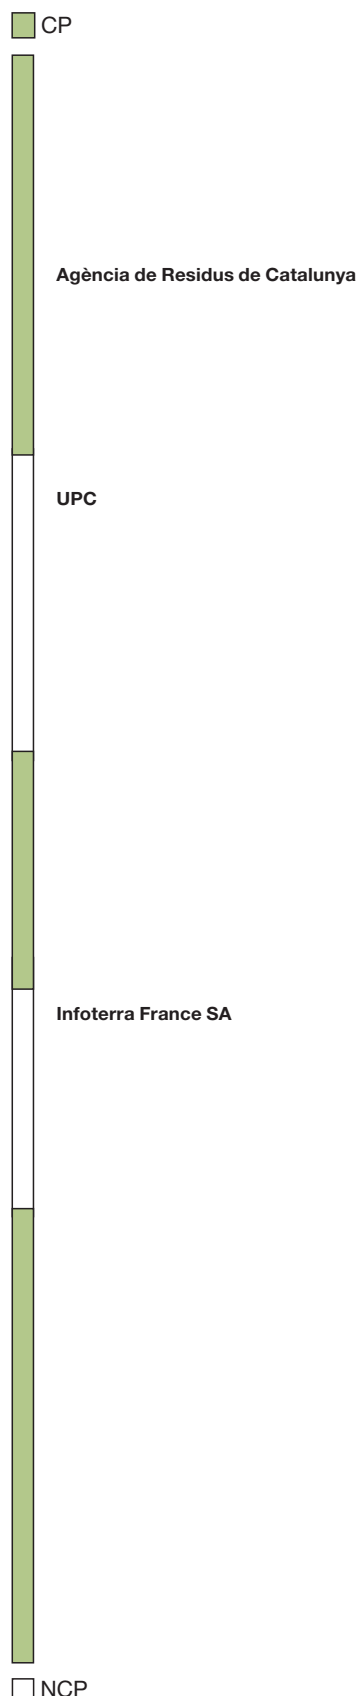 CP
Agència de Residus de Catalunya
UPC
Infoterra France SA
NCP